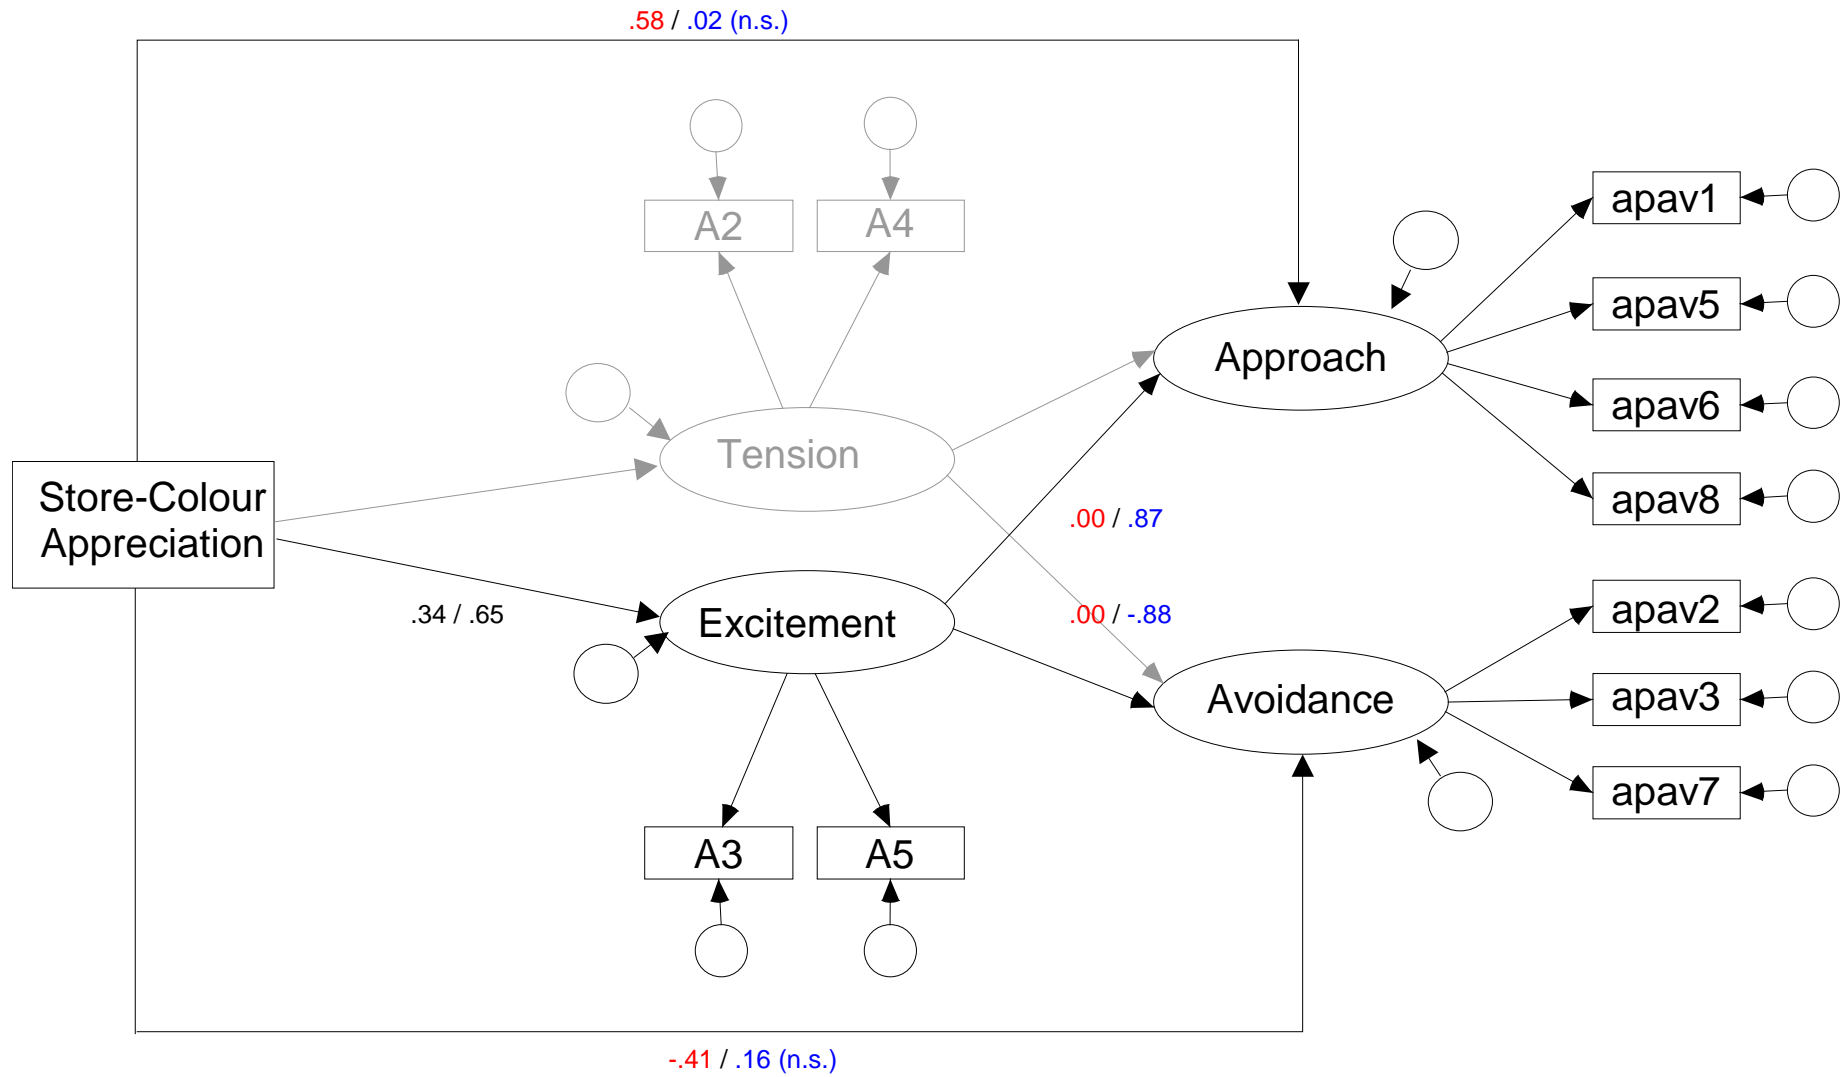 .58 / .02 (n.s.)
A2
A4
apav1
apav5
Approach
apav6
Tension
Store-Colour
Appreciation
apav8
.00 / .87
.34 / .65
Excitement
.00 / -.88
apav2
Avoidance
apav3
apav7
A3
A5
-.41 / .16 (n.s.)